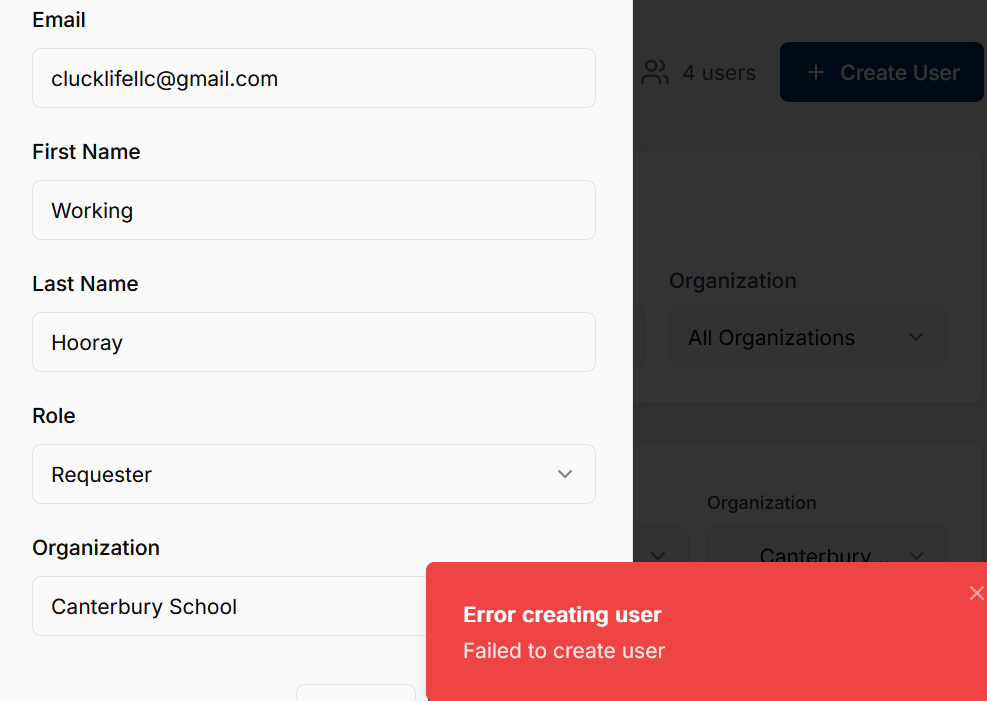 Email
clucklifellc@gmail.com
4 users
Create User
First Name
Working
Last Name
Organization
Hooray
All Organizations
Role
Requester
Organization
Organization
Canterbury...
Canterbury School
Error creating user
Failed to create user